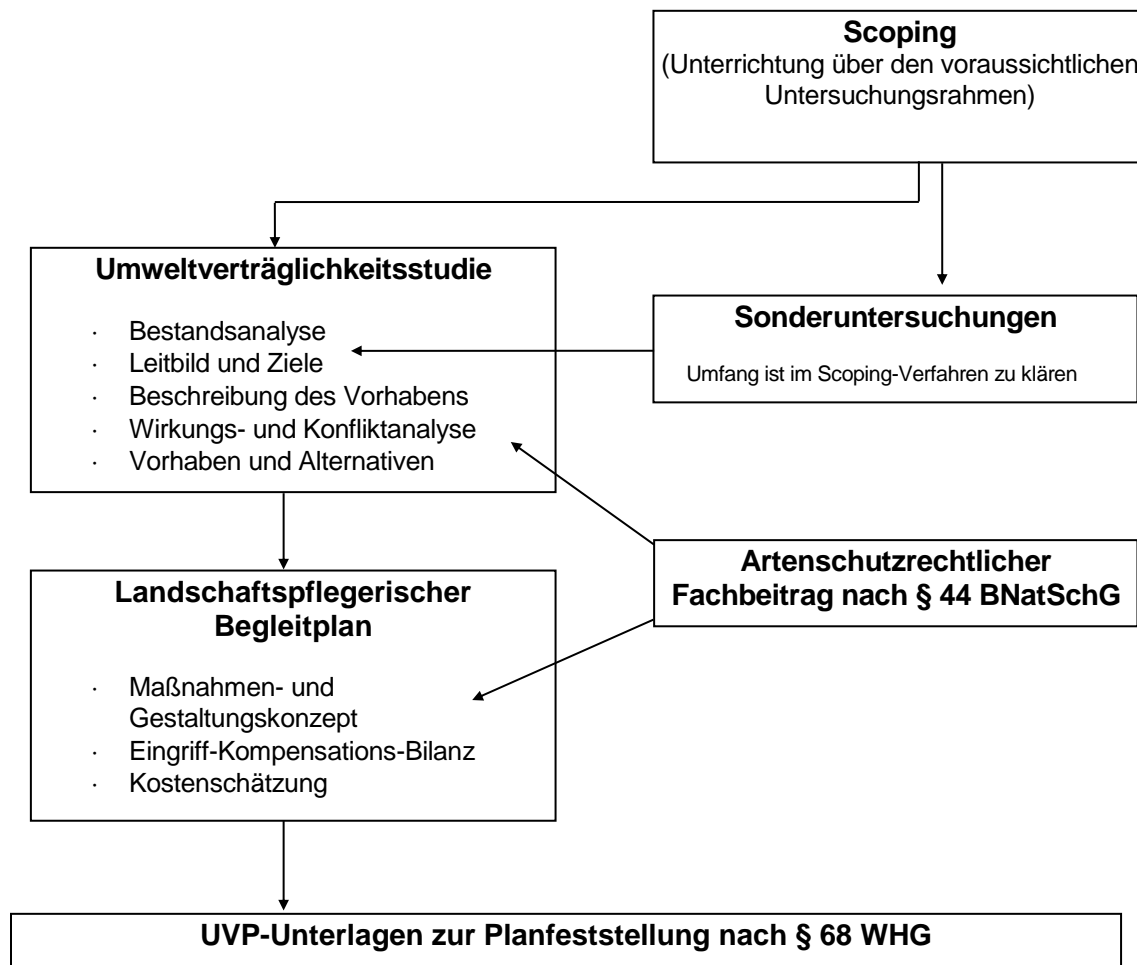 Scoping
(Unterrichtung über den voraussichtlichen
Untersuchungsrahmen)
Umweltverträglichkeitsstudie
· Bestandsanalyse
· Leitbild und Ziele
· Beschreibung des Vorhabens
· Wirkungs- und Konfliktanalyse
· Vorhaben und Alternativen
Sonderuntersuchungen
Umfang ist im Scoping-Verfahren zu klären
Artenschutzrechtlicher
Fachbeitrag nach § 44 BNatSchG
Landschaftspflegerischer
Begleitplan
· Maßnahmen- und
Gestaltungskonzept
· Eingriff-Kompensations-Bilanz
· Kostenschätzung
UVP-Unterlagen zur Planfeststellung nach § 68 WHG